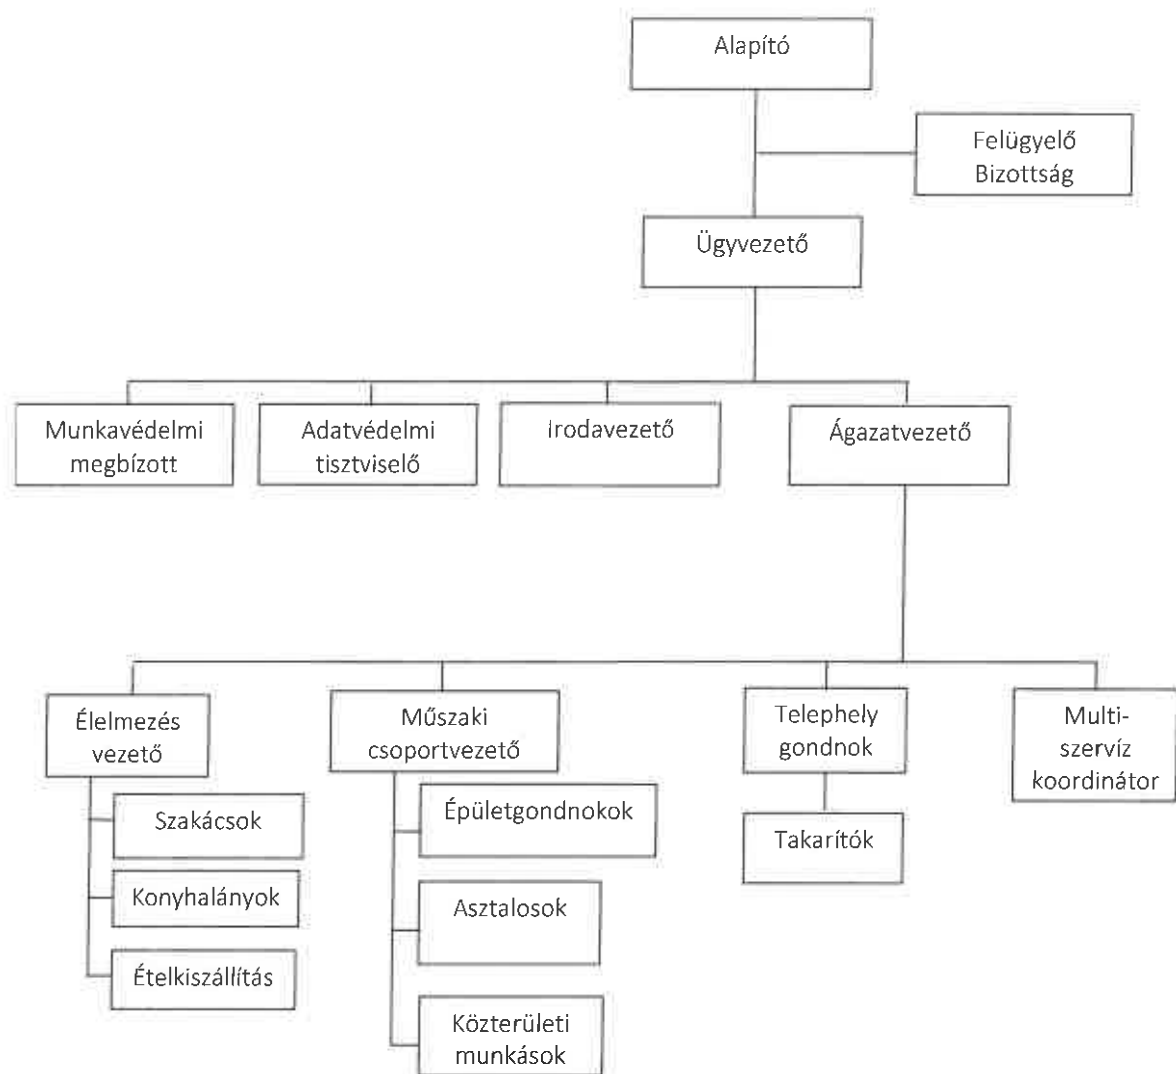 Alapító
Felügyelő
Bizottság
Ügyvezető
Munkavédelmi
megbízott
Adatvédelmi
tisztviselő
Irodavezető
Ágazatvezető
Élelmezés
vezető
Műszaki
csoportvezető
Telephely
gondnok
Multi-
szervíz
koordinátor
Szakácsok
Konyhalányok
Ételkiszállítás
Épületgondnokok
Asztalosok
Közterületi
munkások
Takarítók